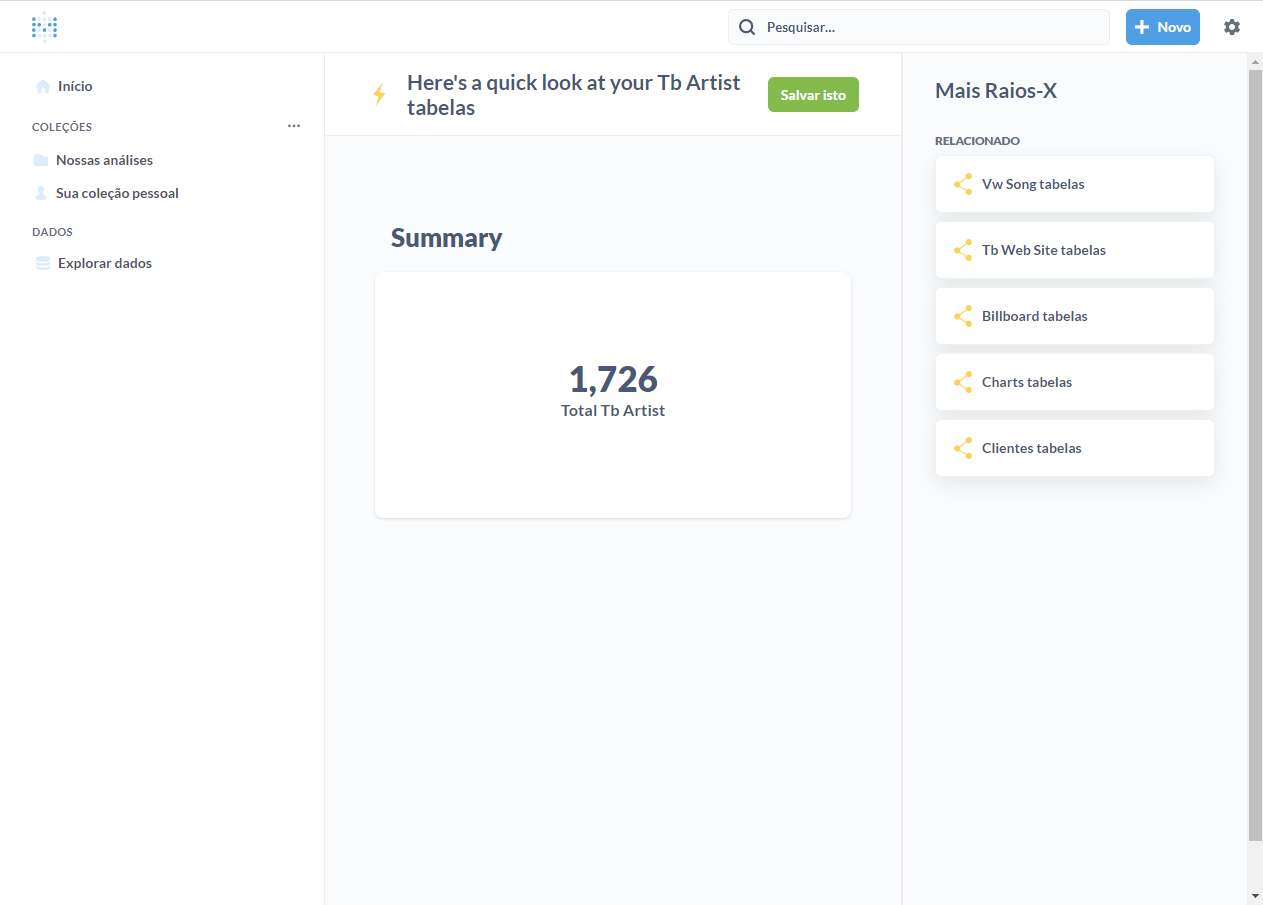 Pesquisar...
Novo
Início
COLEÇÕES
Nossas análises
Sua coleção pessoal
DADOS
Explorar dados
Here's a quick look at your Tb Artist
tabelas
Salvar isto
Summary
1,726
Total Tb Artist
Mais Raios-X
RELACIONADO
Vw Song tabelas
Tb Web Site tabelas
Billboard tabelas
Charts tabelas
Clientes tabelas